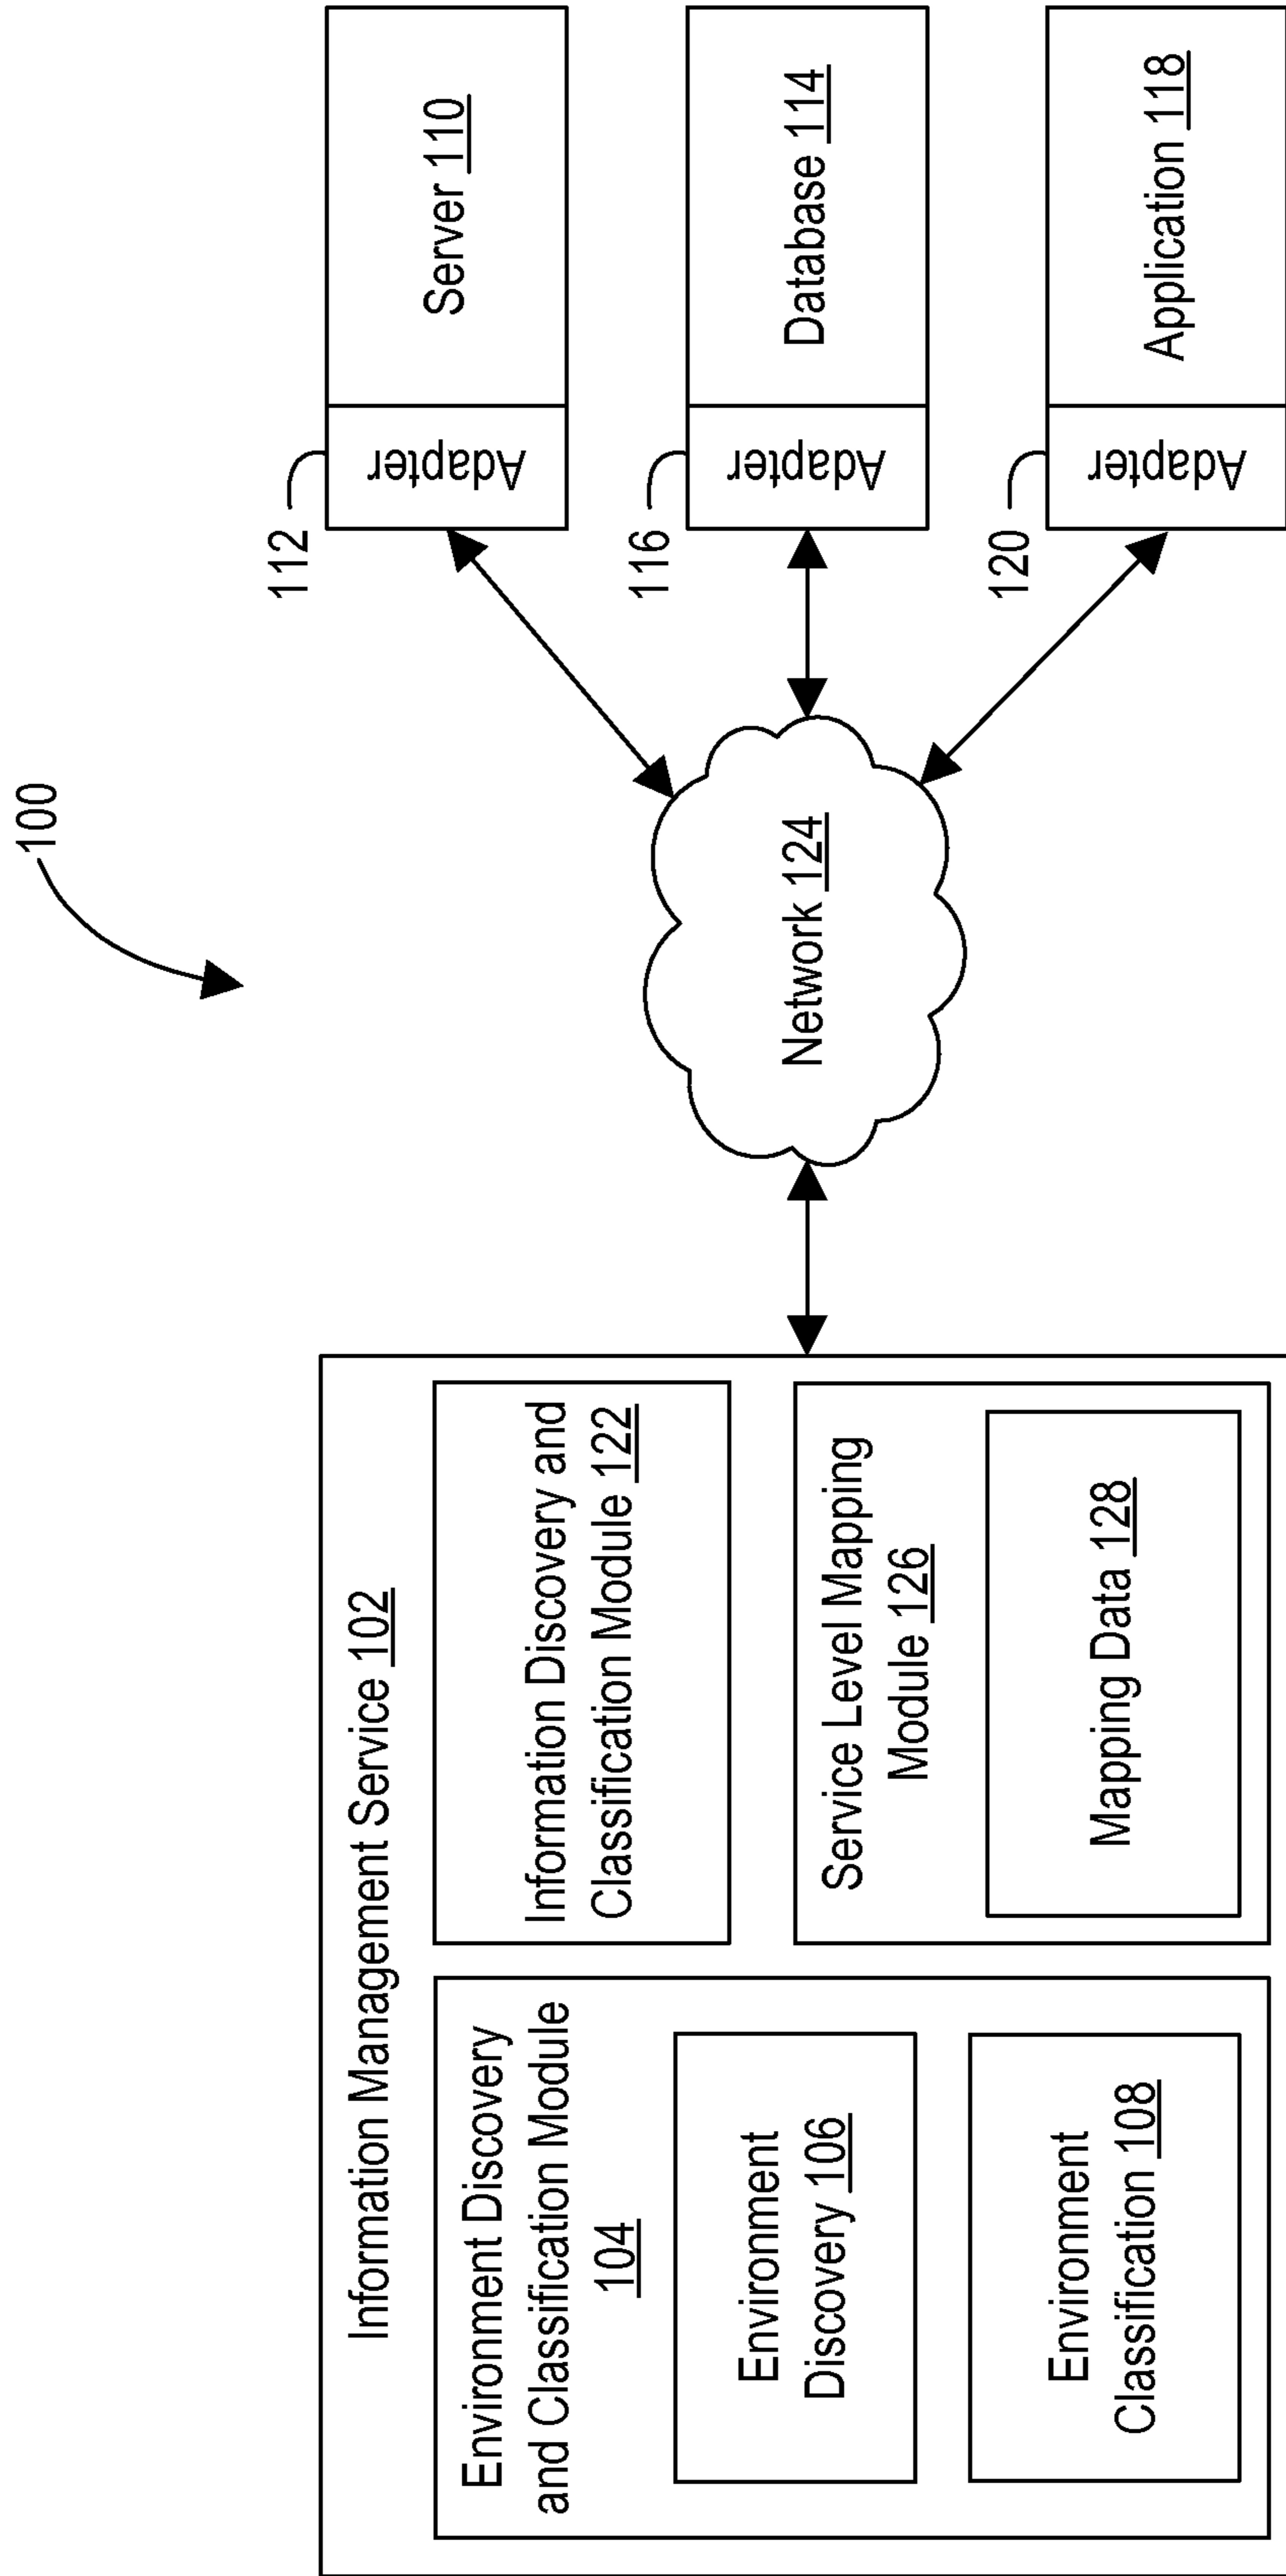 100
Information Management Service 102
Environment Discovery
and Classification Module
104
Environment
Discovery 106
Environment
Classification 108
Information Discovery and
Classification Module 122
Service Level Mapping
Module 126
Mapping Data 128
Network 124
112
Adapter
Server 110
116
Adapter
Database 114
120
Adapter
Application 118